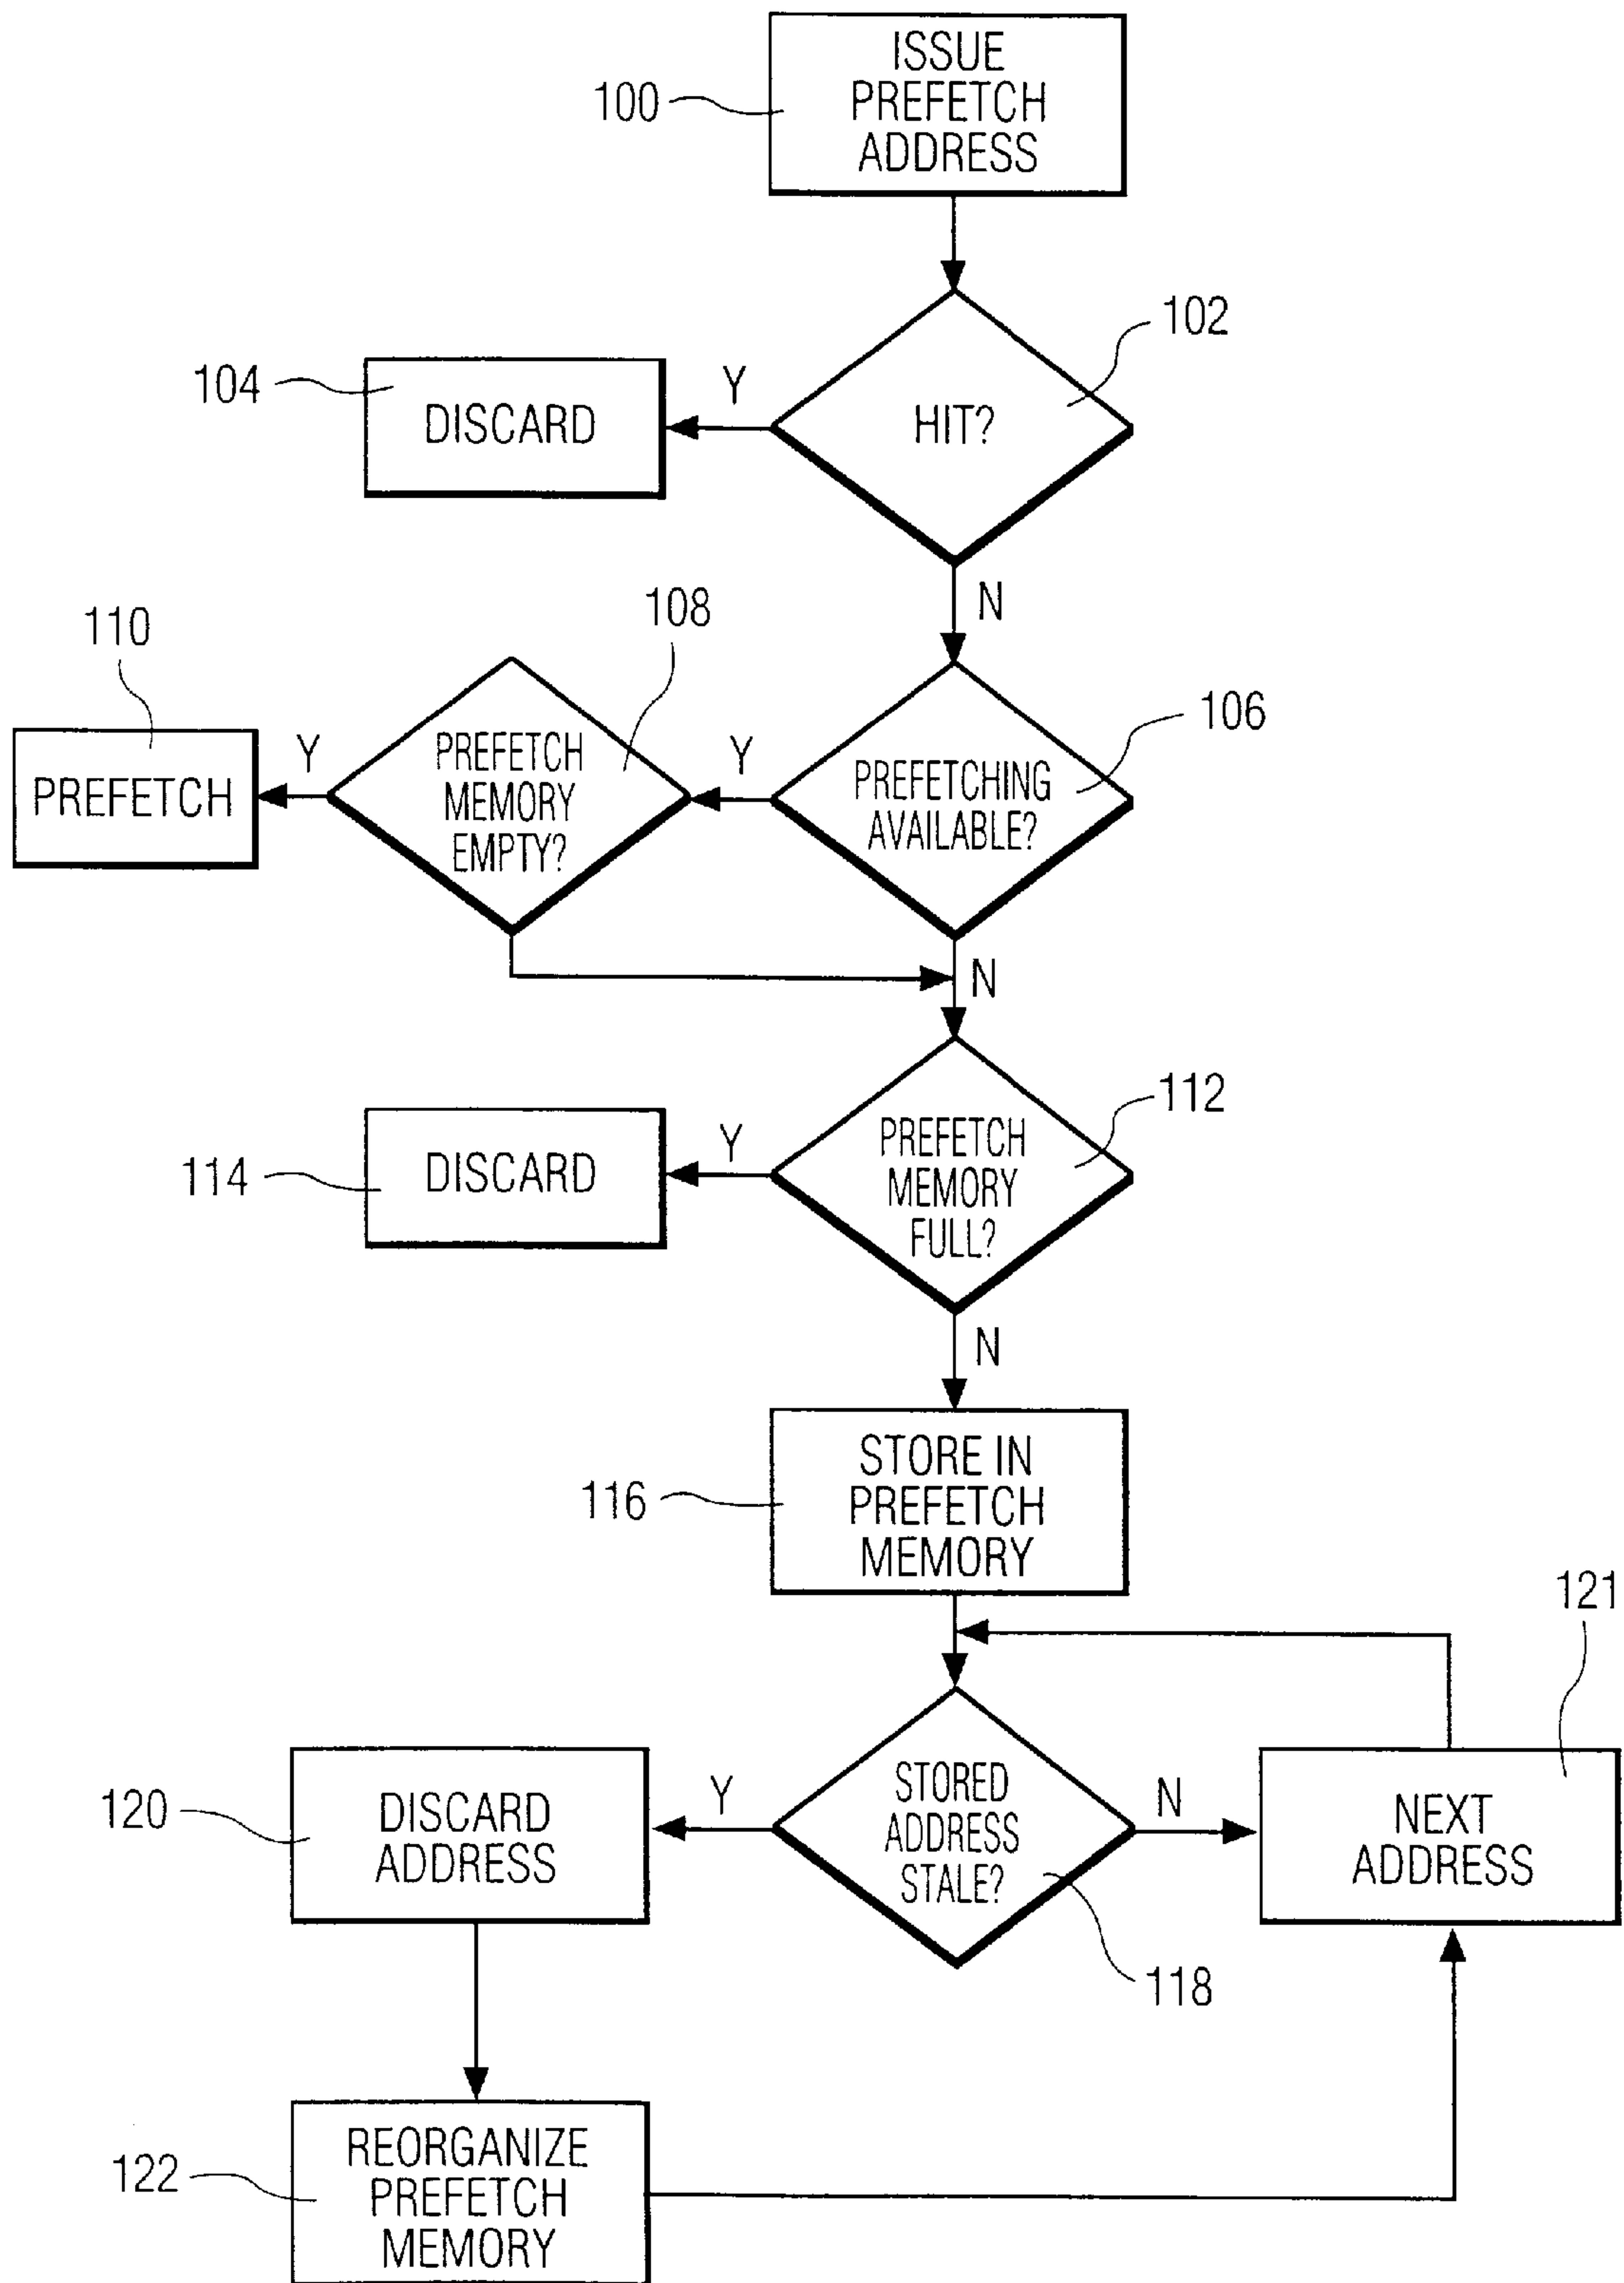 ISSUE
PREFETCH
ADDRESS
100
102
HIT?
Y
104
DISCARD
N
108
110
106
PREFETCHING
AVAILABLE?
Y
PREFETCH
MEMORY
EMPTY?
Y
PREFETCH
N
112
PREFETCH
MEMORY
FULL?
Y
114
DISCARD
N
STORE IN
PREFETCH
MEMORY
116
121
STORED
ADDRESS
STALE?
118
Y
N
120
DISCARD
ADDRESS
NEXT
ADDRESS
122
REORGANIZE
PREFETCH
MEMORY